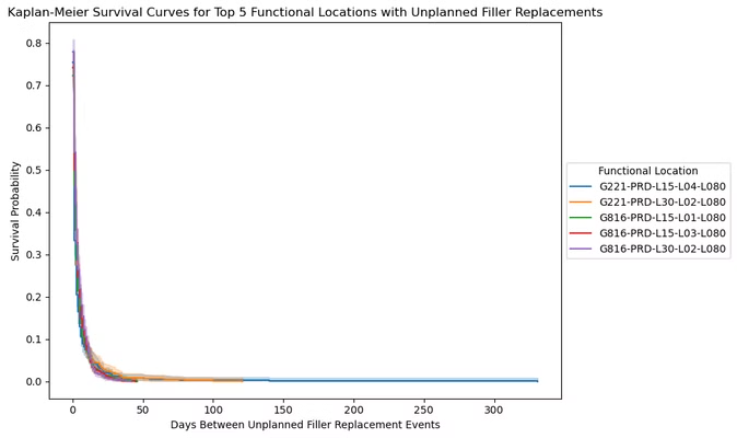 Kaplan-Meier Survival Curves for Top 5 Functional Locations with Unplanned Filler Replacements
0.8
0.7
0.6
0.5
0.4
0.3
0.2
0.1
0.0
Survival Probability
0
50
100
150
200
250
300
Days Between Unplanned Filler Replacement Events
Functional Location
G221-PRD-L15-L04-L080
G221-PRD-L30-L02-L080
G816-PRD-L15-L01-L080
G816-PRD-L15-L03-L080
G816-PRD-L30-L02-L080